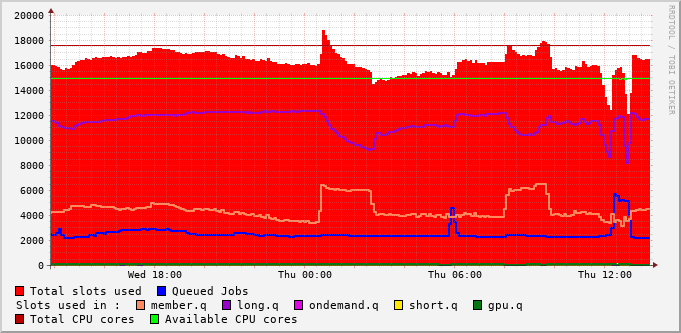 20000
18000
16000
14000
12000
10000
8000
6000
4000
2000
0
Wed 18:00 Thu 00:00 Thu 06:00 Thu 12:00
RRDTOOL / TOBI OETIKER
Total slots used Queued Jobs
Slots used in : member.q long.q ondemand.q short.q gpu.q
Total CPU cores Available CPU cores